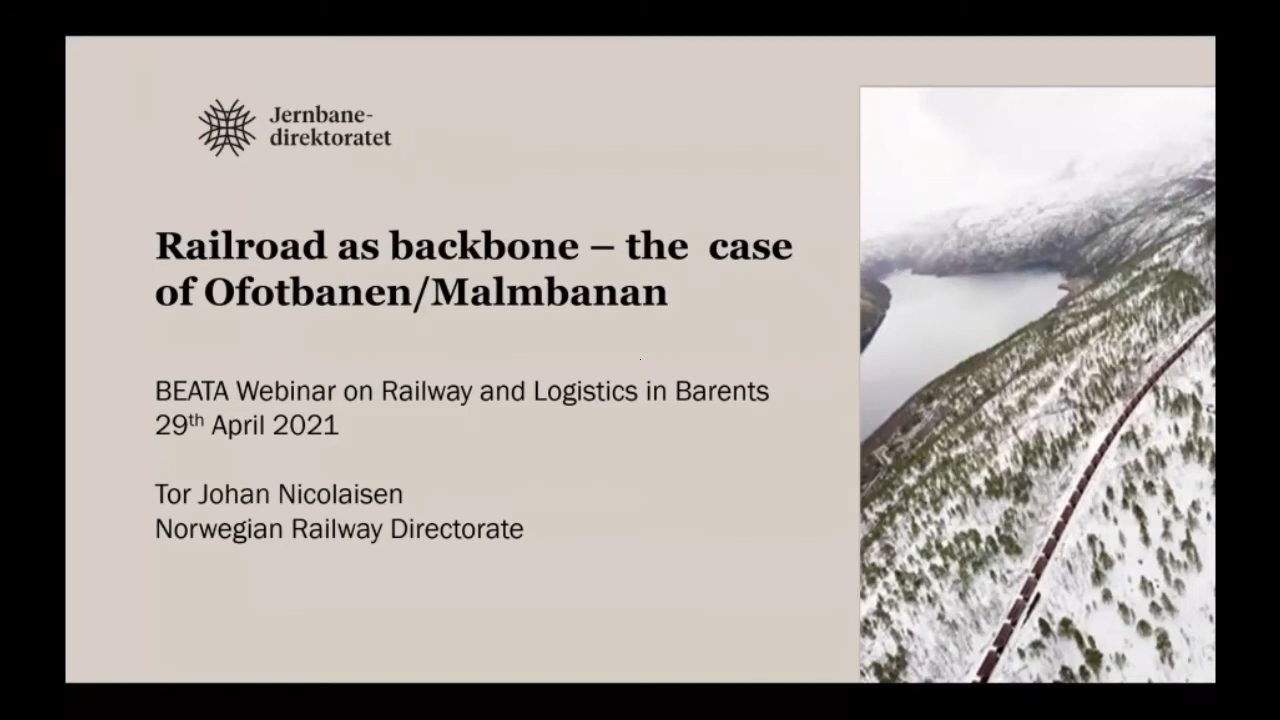 Jernbane-
direktoratet
Railroad as backbone – the  case
of Ofotbanen/Malmbanan
BEATA Webinar on Railway and Logistics in Barents
29th April 2021
Tor Johan Nicolaisen
Norwegian Railway Directorate